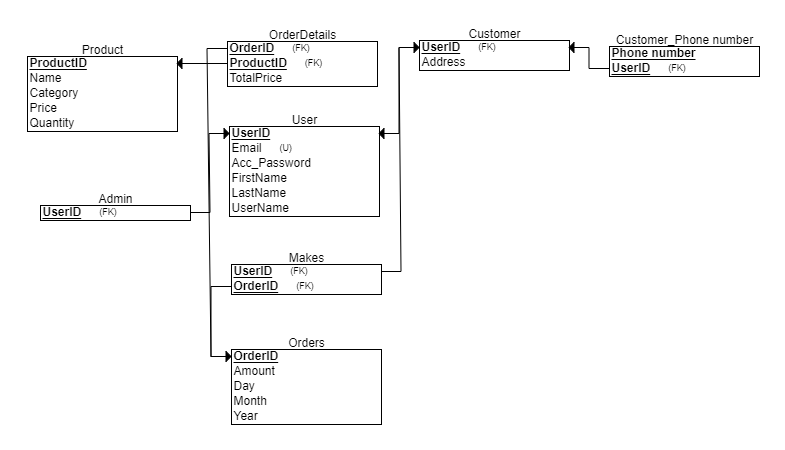 Product
ProductID
Name
Category
Price
Quantity
OrderDetails
OrderID (FK)
ProductID (FK)
TotalPrice
Customer
UserID (FK)
Address
Customer_Phone number
Phone number
UserID (FK)
User
UserID
Email (U)
Acc_Password
FirstName
LastName
UserName
Admin
UserID (FK)
Makes
UserID (FK)
OrderID (FK)
Orders
OrderID
Amount
Day
Month
Year